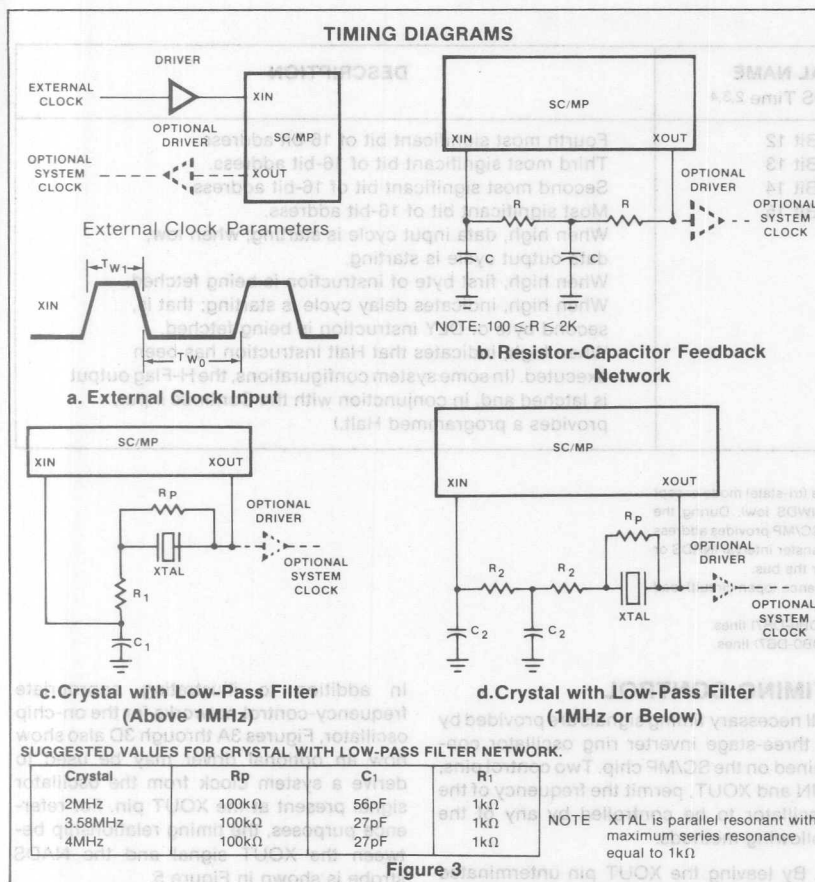 TIMING DIAGRAMS
DRIVER
EXTERNAL
CLOCK
XIN
SC/MP
OPTIONAL
DRIVER
OPTIONAL
SYSTEM
CLOCK
XOUT
External Clock Parameters
TW1
XIN
TW0
a. External Clock Input
SC/MP
XIN
XOUT
R
R
C
C
OPTIONAL
DRIVER
OPTIONAL
SYSTEM
CLOCK
NOTE: 100 ≤ R ≤ 2K
b. Resistor-Capacitor Feedback
Network
SC/MP
XIN
XOUT
RP
XTAL
R1
C1
OPTIONAL
DRIVER
OPTIONAL
SYSTEM
CLOCK
c. Crystal with Low-Pass Filter
(Above 1MHz)
SC/MP
XIN
XOUT
RP
R2
R2
XTAL
C2
C2
OPTIONAL
DRIVER
OPTIONAL
SYSTEM
CLOCK
d. Crystal with Low-Pass Filter
(1MHz or Below)
SUGGESTED VALUES FOR CRYSTAL WITH LOW-PASS FILTER NETWORK:
Crystal Rp C1 R1
2MHz 100kΩ 56pF 1kΩ
3.58MHz 100kΩ 27pF 1kΩ
4MHz 100kΩ 27pF 1kΩ
NOTE XTAL is parallel resonant with
maximum series resonance
equal to 1kΩ
Figure 3